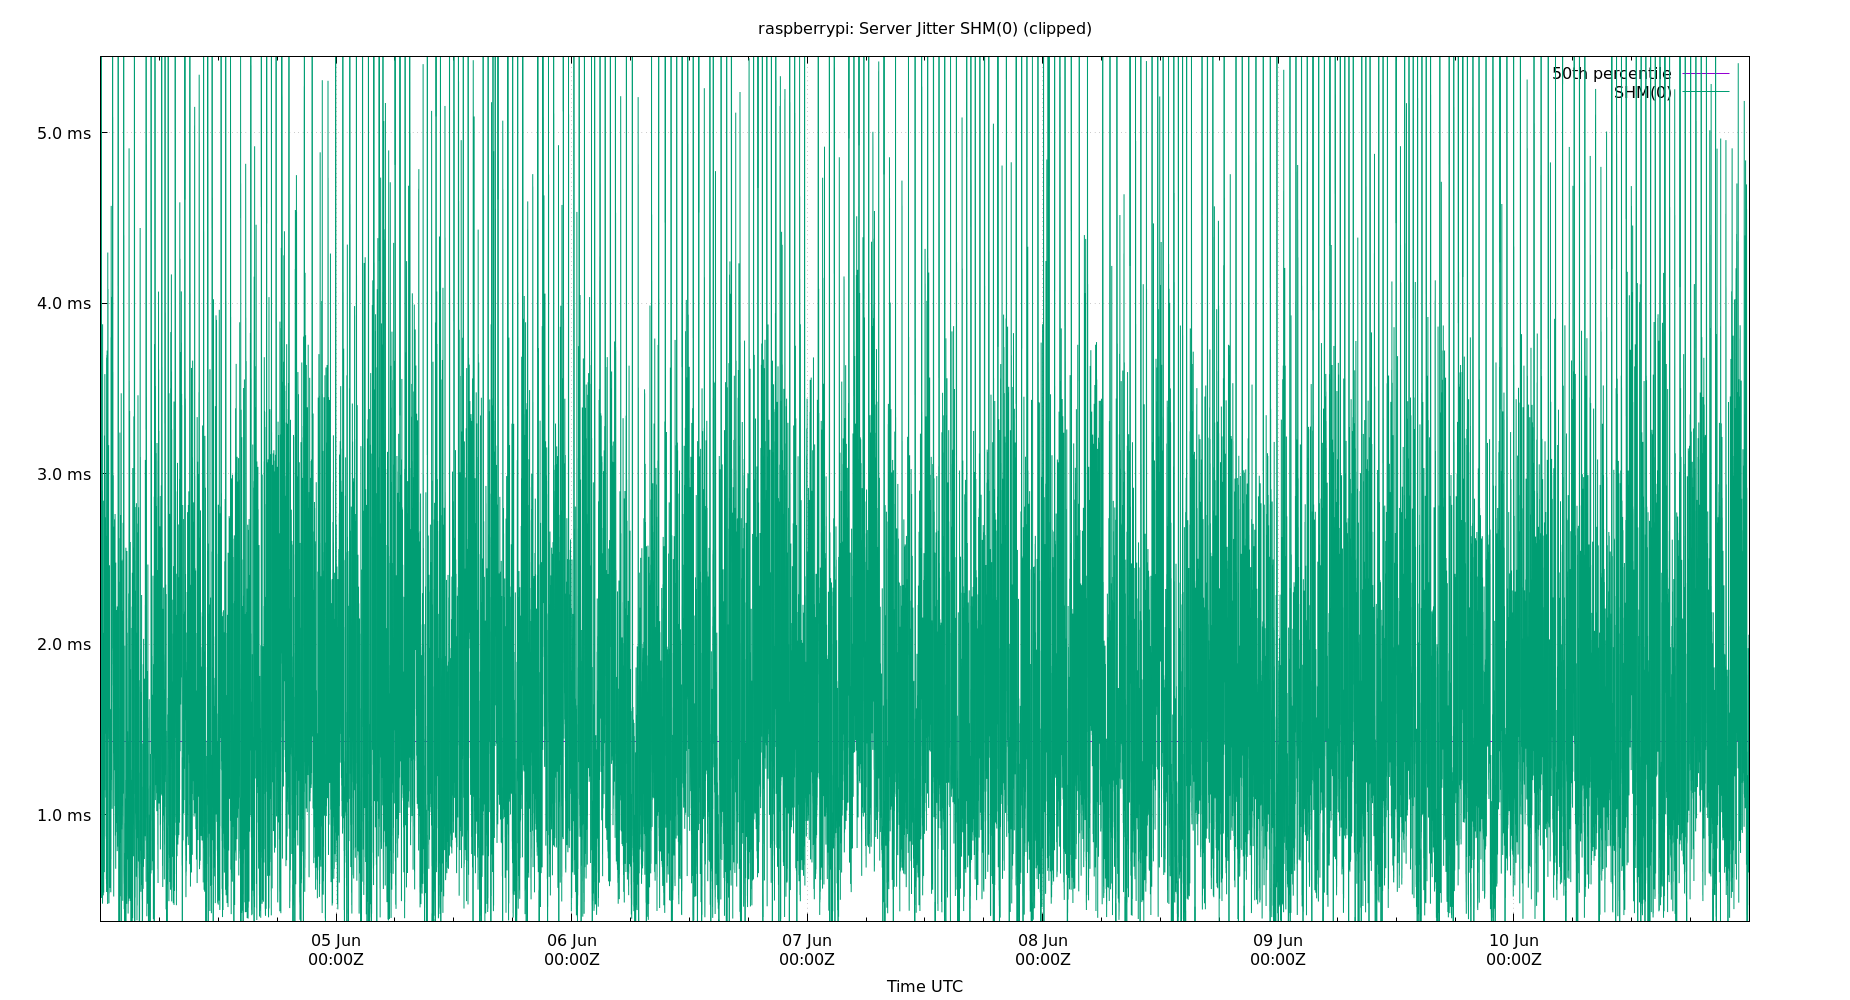 raspberrypi: Server Jitter SHM(0) (clipped)
50th percentile
SHM(0)
5.0 ms
4.0 ms
3.0 ms
2.0 ms
1.0 ms
05 Jun 06 Jun 07 Jun 08 Jun 09 Jun 10 Jun
00:00Z 00:00Z 00:00Z 00:00Z 00:00Z 00:00Z
Time UTC